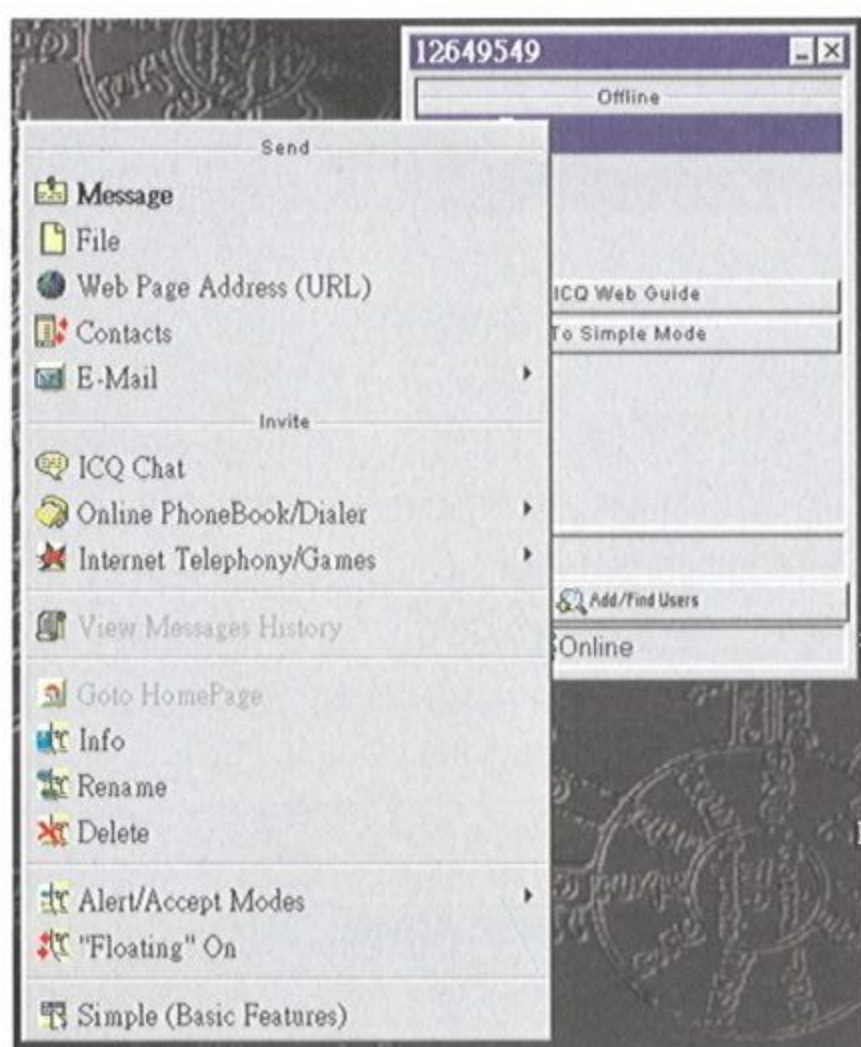 12649549
Offline
Send
Message
File
Web Page Address (URL)
Contacts
E-Mail
Invite
ICQ Chat
Online PhoneBook/Dialer
Internet Telephony/Games
View Messages History
Goto HomePage
Info
Rename
Delete
Alert/Accept Modes
"Floating" On
Simple (Basic Features)
ICQ Web Guide
To Simple Mode
Add/Find Users
Online